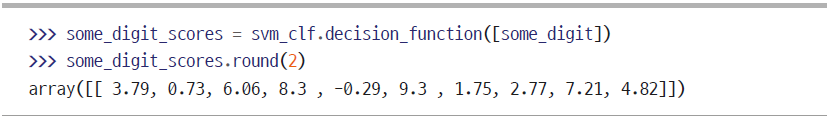 >>> some_digit_scores = svm_clf.decision_function([some_digit])
>>> some_digit_scores.round(2)
array([[ 3.79, 0.73, 6.06, 8.3 , -0.29, 9.3 , 1.75, 2.77, 7.21, 4.82]])